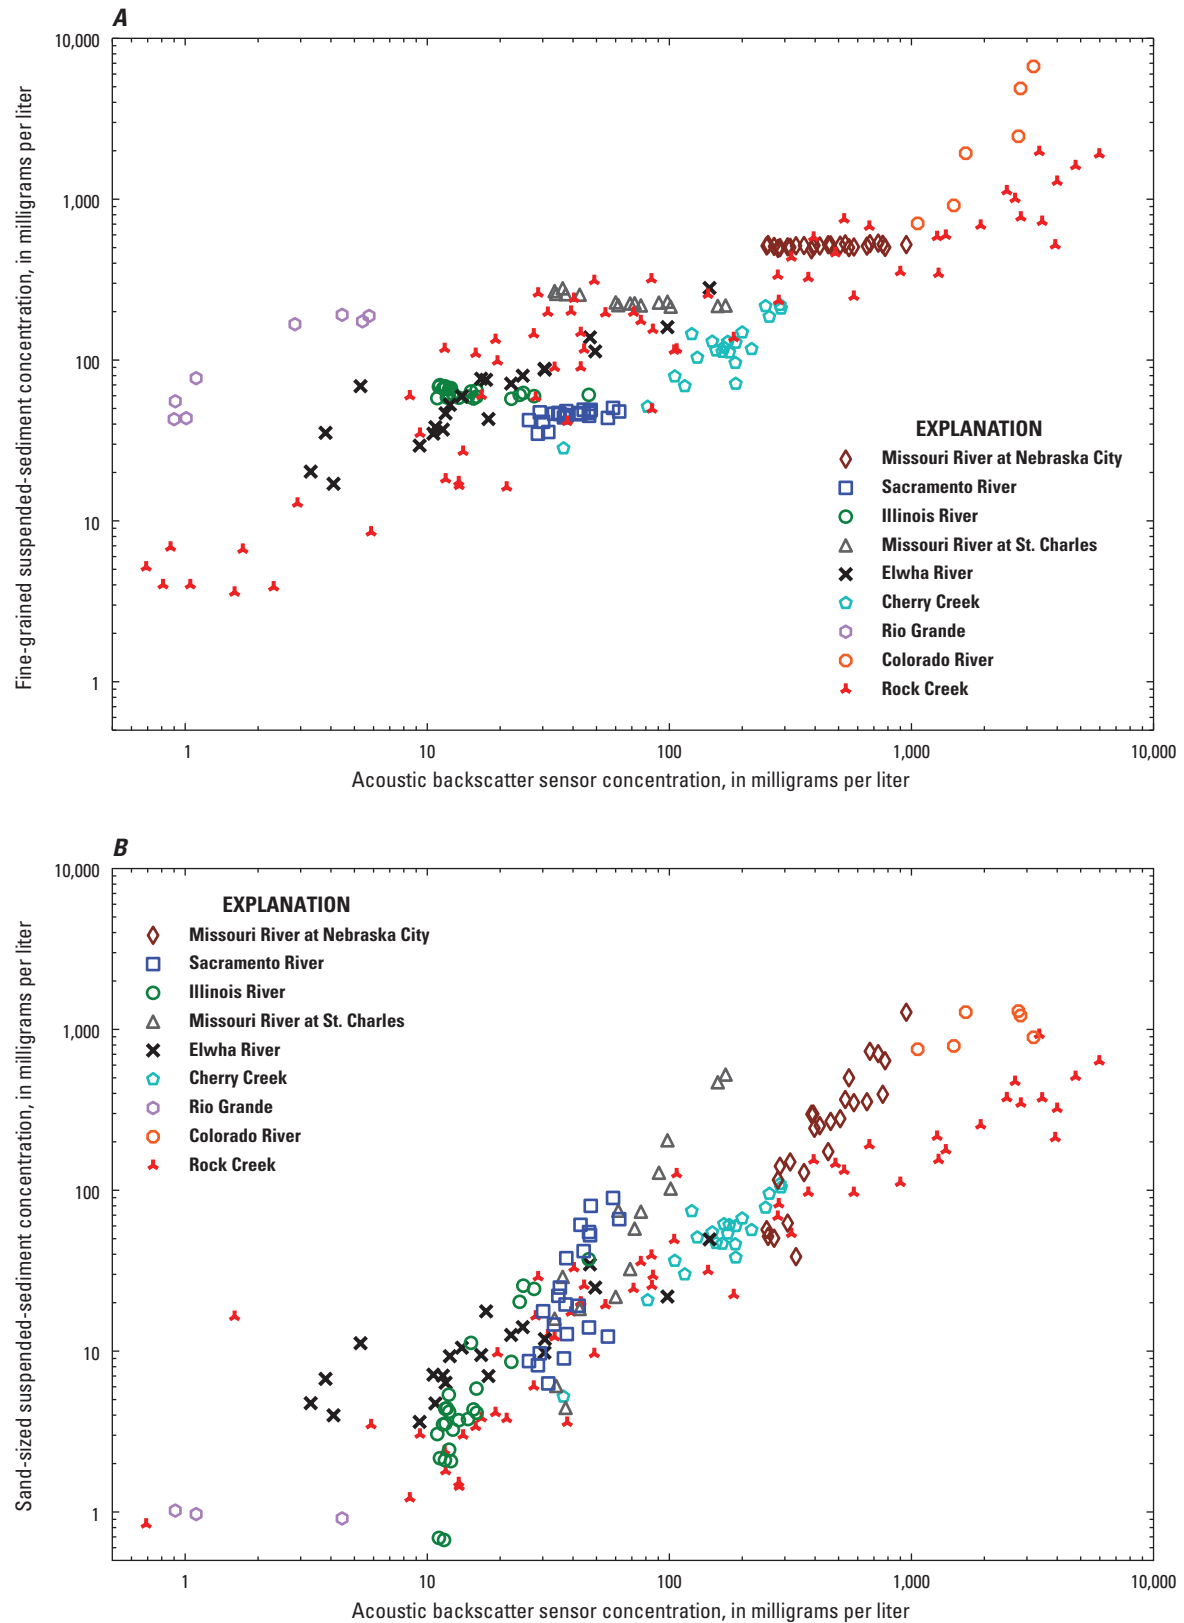 A
10,000
1,000
100
10
1
Fine-grained suspended-sediment concentration, in milligrams per liter
EXPLANATION
Missouri River at Nebraska City
Sacramento River
Illinois River
Missouri River at St. Charles
Elwha River
Cherry Creek
Rio Grande
Colorado River
Rock Creek
1 10 100 1,000 10,000
Acoustic backscatter sensor concentration, in milligrams per liter
B
10,000
1,000
100
10
1
Sand-sized suspended-sediment concentration, in milligrams per liter
EXPLANATION
Missouri River at Nebraska City
Sacramento River
Illinois River
Missouri River at St. Charles
Elwha River
Cherry Creek
Rio Grande
Colorado River
Rock Creek
1 10 100 1,000 10,000
Acoustic backscatter sensor concentration, in milligrams per liter